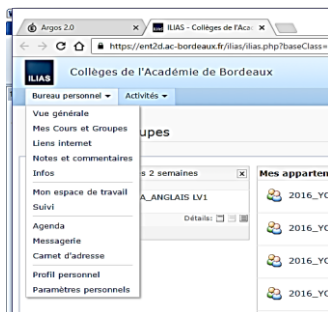 Argos 2.0
ILIAS - Collèges de l'Aca
https://ent2d.ac-bordeaux.fr/ilias/ilias.php?baseClass=
ILIAS
Collèges de l'Académie de Bordeaux
Bureau personnel
Activités
Vue générale
Mes Cours et Groupes
Liens internet
Notes et commentaires
Infos
Mon espace de travail
Suivi
Agenda
Messagerie
Carnet d'adresse
Profil personnel
Paramètres personnels
upes
s 2 semaines
A_ANGLAIS LV1
Détails:
Mes apparten
2016_YC
2016_YC
2016_YC
2016_YC